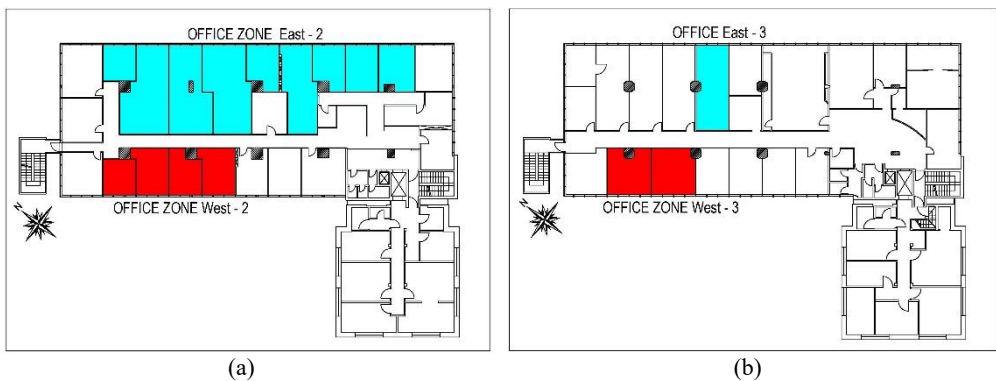 OFFICE ZONE East - 2
OFFICE ZONE West - 2
N
(a)
OFFICE East - 3
OFFICE ZONE West - 3
N
(b)